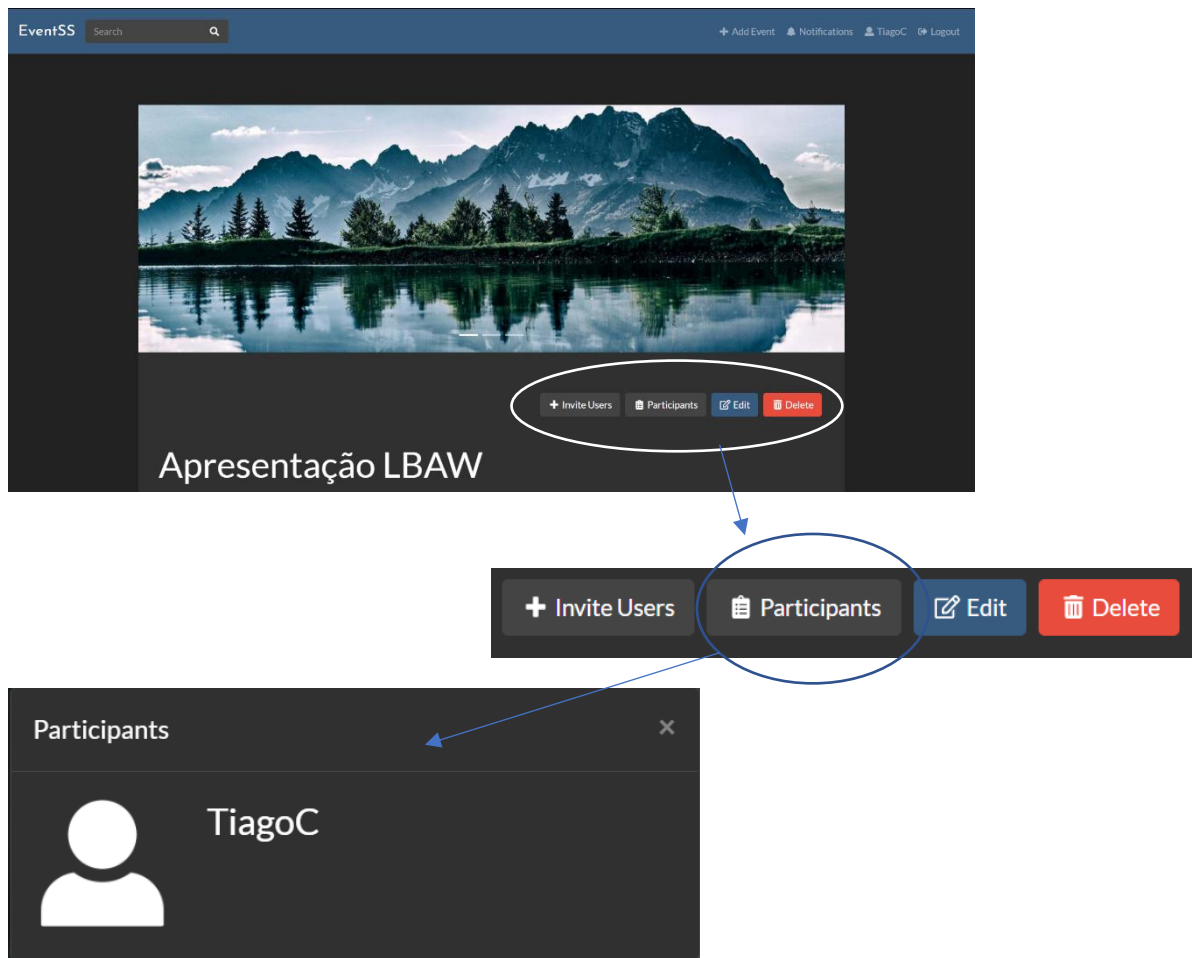 EventSS Search Add Event Notifications TiagoC Logout
Invite Users Participants Edit Delete
Apresentação LBAW
Invite Users Participants Edit Delete
Participants ×
TiagoC